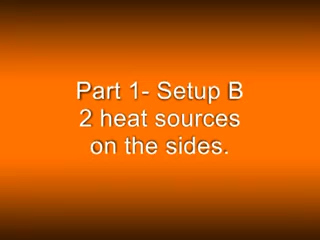 Part 1- Setup B
2 heat sources
on the sides.